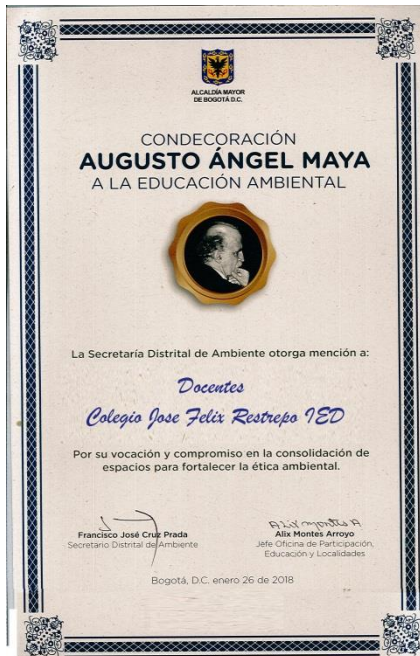 ALCALDÍA MAYOR
DE BOGOTÁ D.C.
CONDECORACIÓN
AUGUSTO ÁNGEL MAYA
A LA EDUCACIÓN AMBIENTAL
La Secretaría Distrital de Ambiente otorga mención a:
Docentes
Colegio Jose Felix Restrepo IED
Por su vocación y compromiso en la consolidación de
espacios para fortalecer la ética ambiental.
Alix Montes A
Francisco José Cruz Prada
Secretario Distrital de Ambiente
Alix Montes Arroyo
Jefe Oficina de Participación,
Educación y Localidades
Bogotá, D.C. enero 26 de 2018